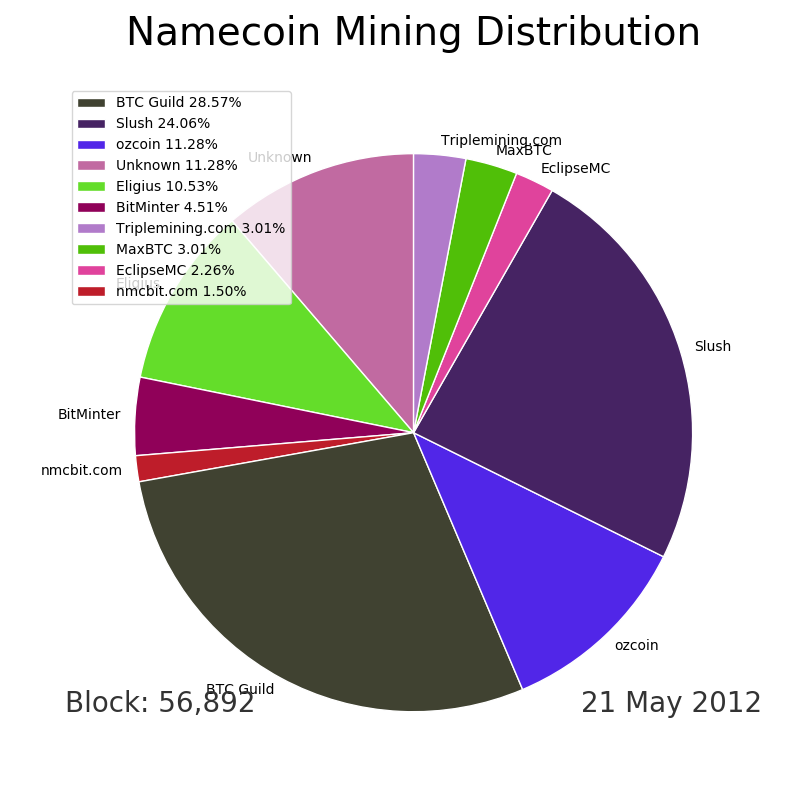 Namecoin Mining Distribution
BTC Guild 28.57%
Slush 24.06%
ozcoin 11.28%
Unknown 11.28%
Eligius 10.53%
BitMinter 4.51%
Triplemining.com 3.01%
MaxBTC 3.01%
EclipseMC 2.26%
nmcbit.com 1.50%
Triplemining.com
MaxBTC
EclipseMC
Unknown
Eligius
Slush
BitMinter
nmcbit.com
ozcoin
BTC Guild
Block: 56,892
21 May 2012